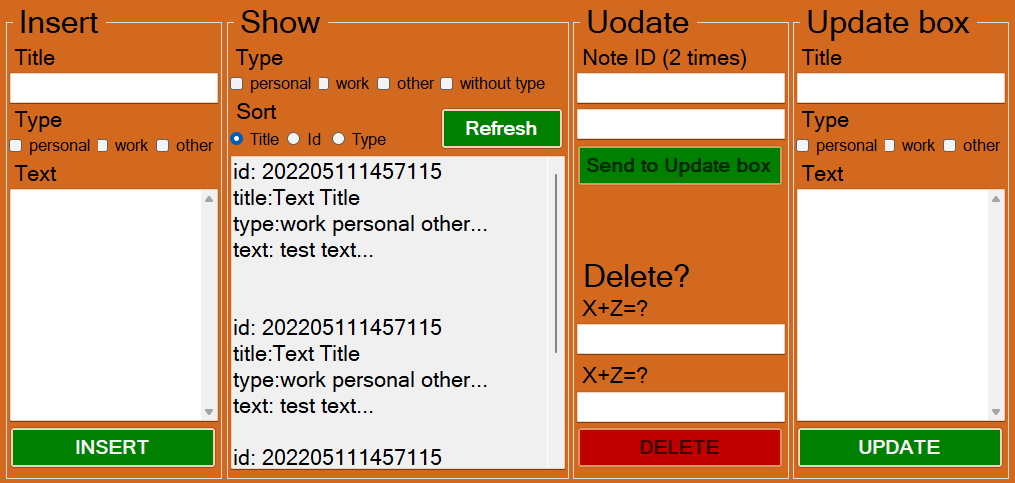 Insert
Title
Type
personal work other
Text
INSERT
Show
Type
personal work other without type
Sort
Title Id Type
Refresh
id: 202205111457115
title:Text Title
type:work personal other...
text: test text...
id: 202205111457115
title:Text Title
type:work personal other...
text: test text...
id: 202205111457115
Uodate
Note ID (2 times)
Send to Update box
Delete?
X+Z=?
X+Z=?
DELETE
Update box
Title
Type
personal work other
Text
UPDATE